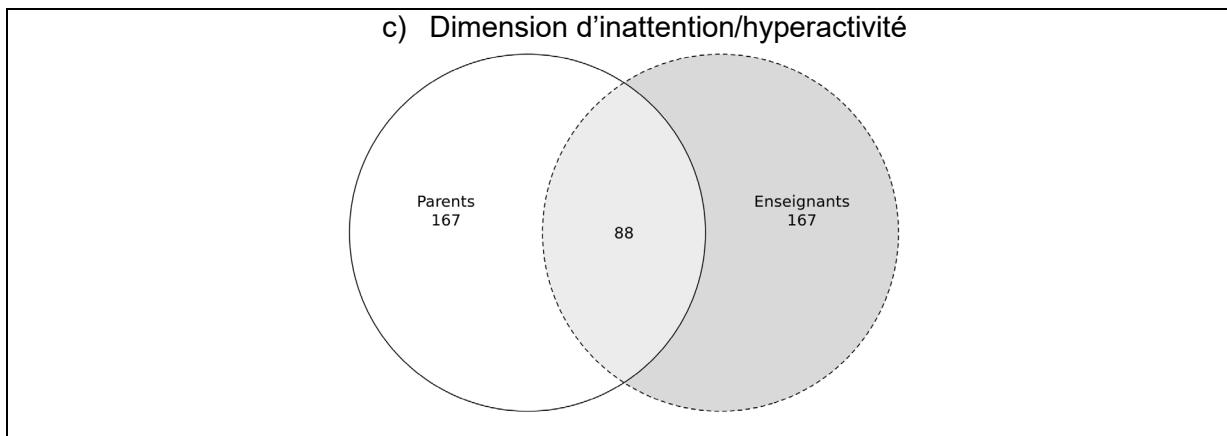 c) Dimension d’inattention/hyperactivité
Parents
167
88
Enseignants
167